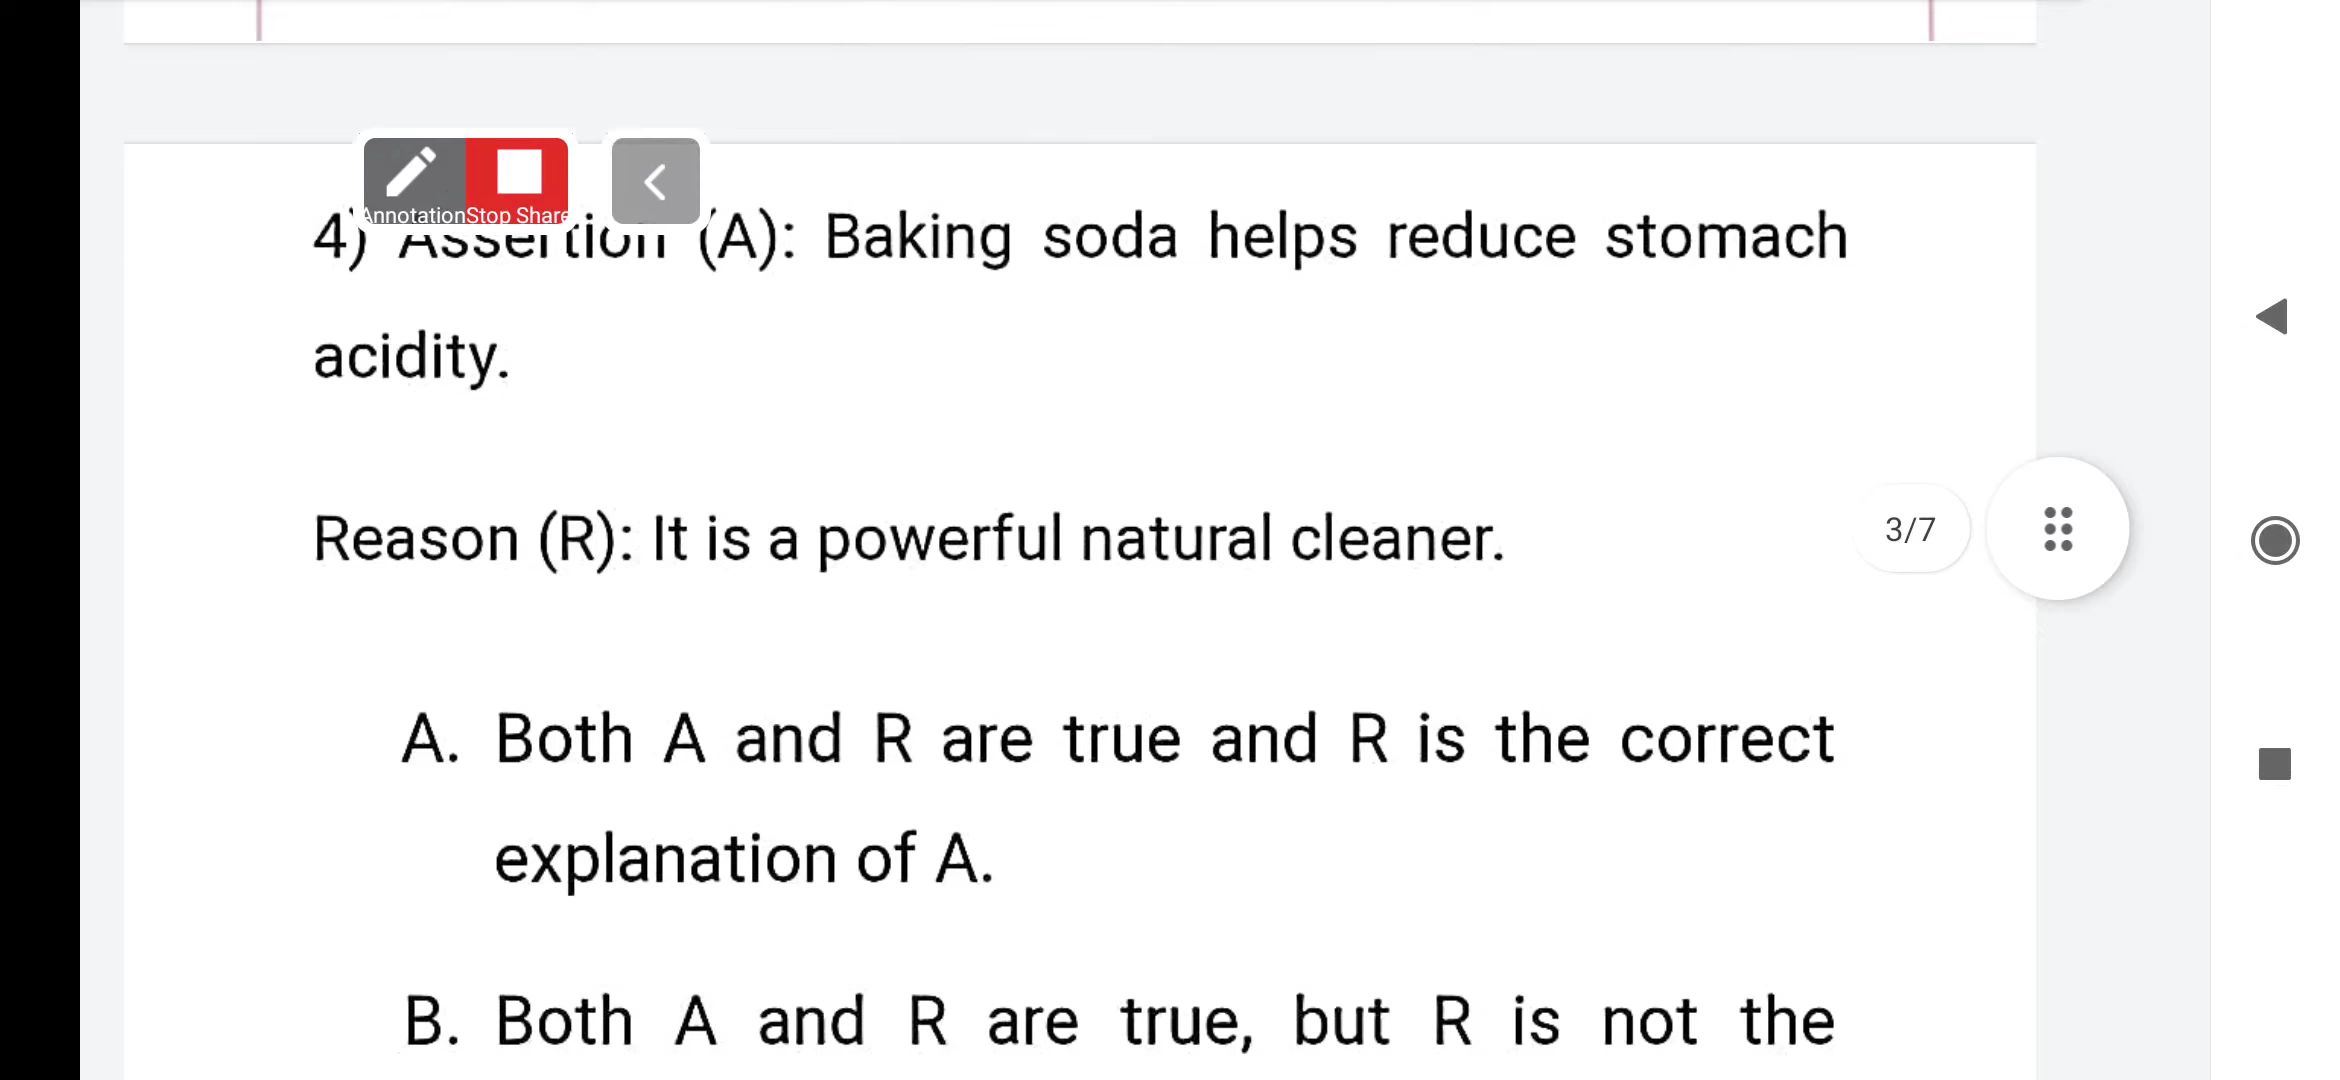 Annotation Stop Share
4) Assertion (A): Baking soda helps reduce stomach
acidity.
Reason (R): It is a powerful natural cleaner.
3/7
A. Both A and R are true and R is the correct
explanation of A.
B. Both A and R are true, but R is not the